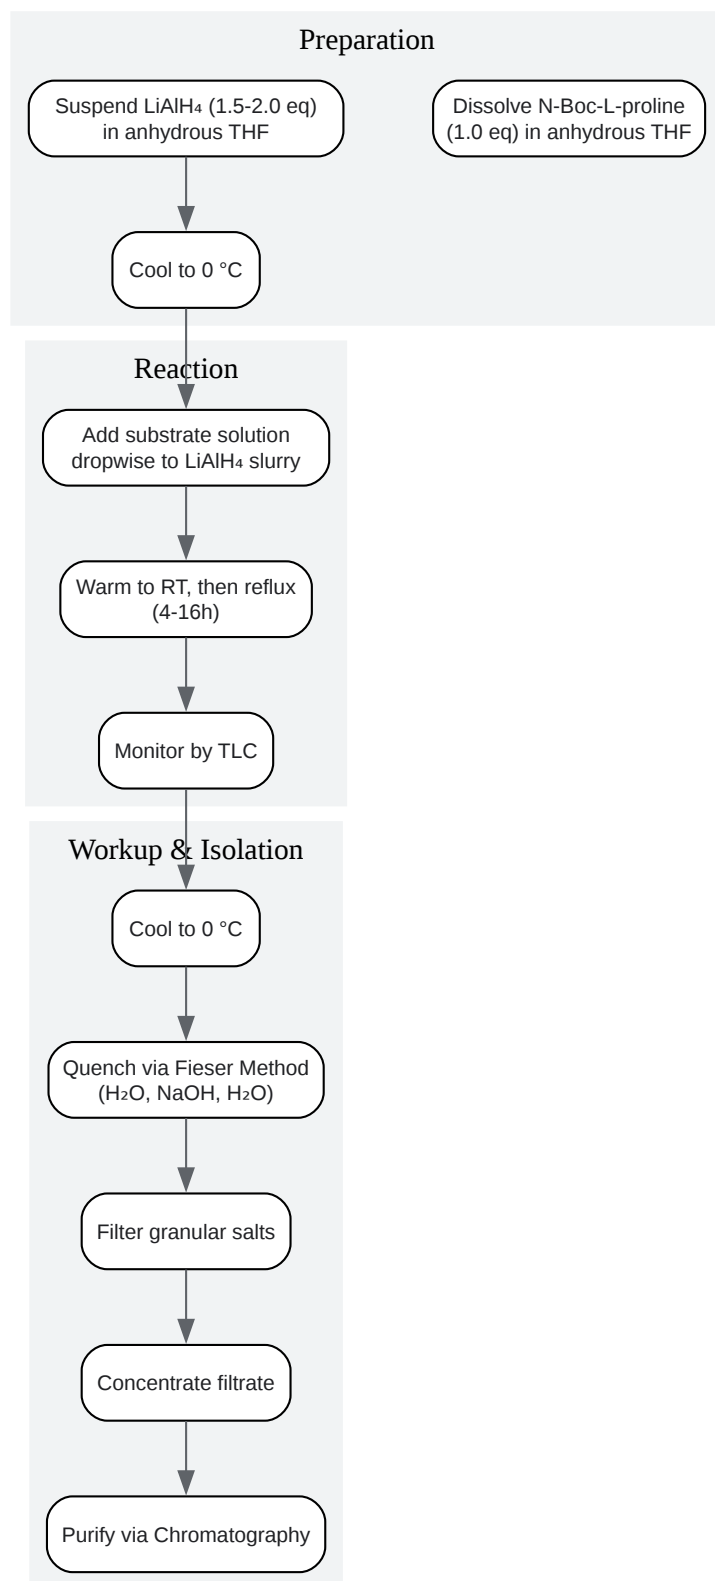 Preparation
Suspend LiAlH₄ (1.5-2.0 eq)
in anhydrous THF
Dissolve N-Boc-L-proline
(1.0 eq) in anhydrous THF
Cool to 0 °C
Reaction
Add substrate solution
dropwise to LiAlH₄ slurry
Warm to RT, then reflux
(4-16h)
Monitor by TLC
Workup & Isolation
Cool to 0 °C
Quench via Fieser Method
(H₂O, NaOH, H₂O)
Filter granular salts
Concentrate filtrate
Purify via Chromatography